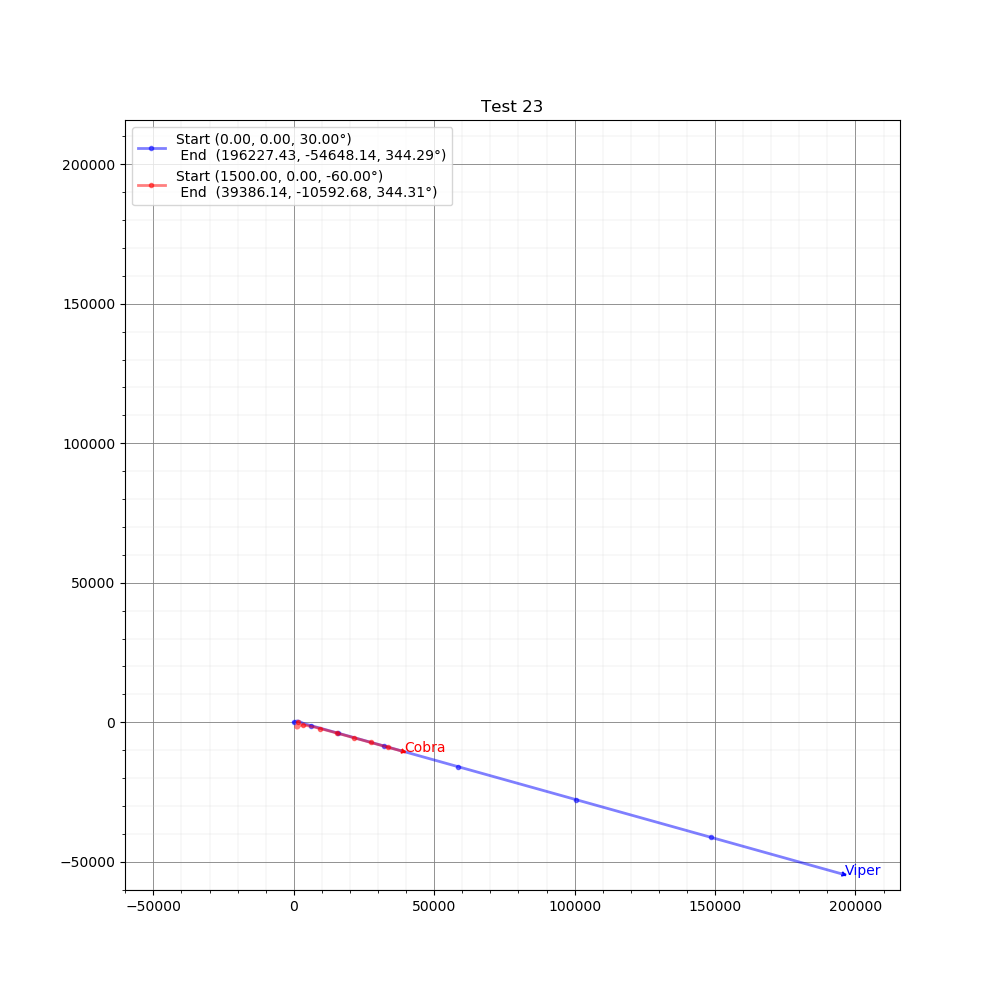 Test 23
Start (0.00, 0.00, 30.00°)
End (196227.43, -54648.14, 344.29°)
Start (1500.00, 0.00, -60.00°)
End (39386.14, -10592.68, 344.31°)
200000
150000
100000
50000
0
−50000
Cobra
Viper
−50000 0 50000 100000 150000 200000